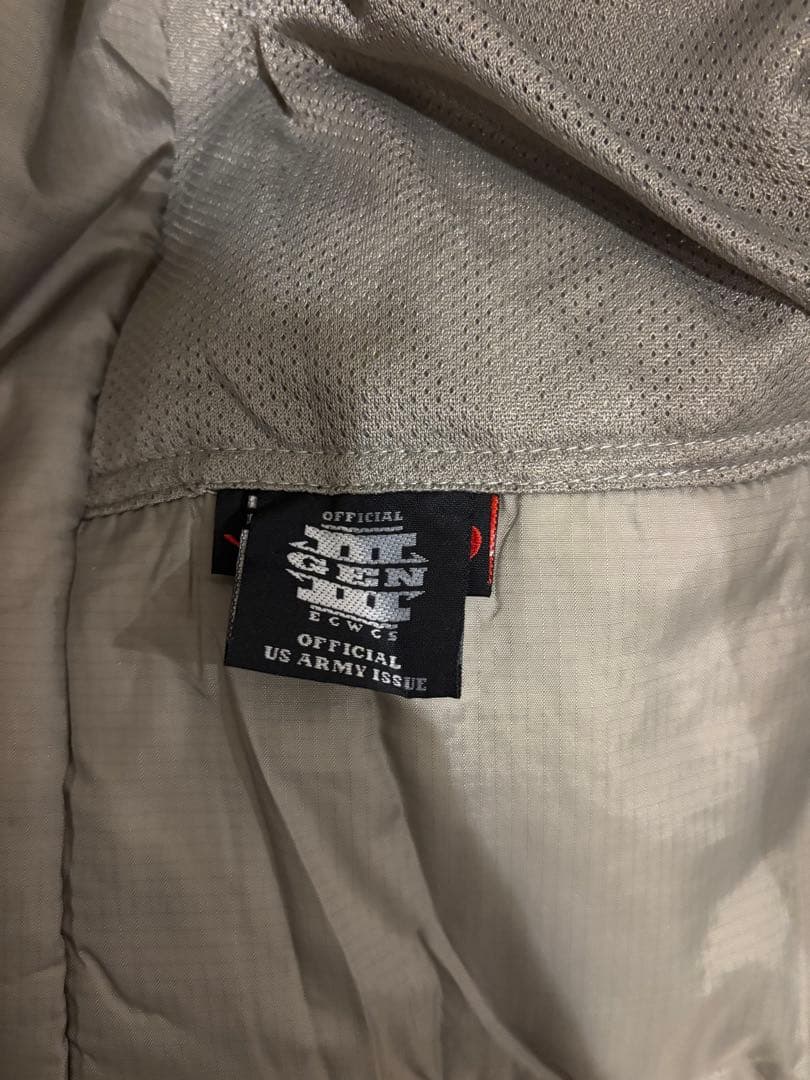 OFFICIAL
III
GEN
III
ECWCS
OFFICIAL
US ARMY ISSUE